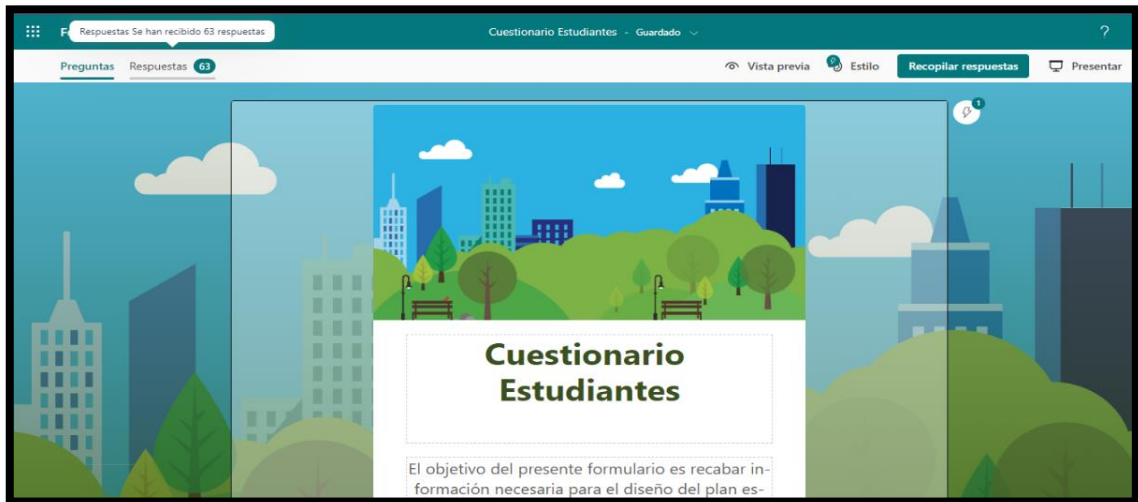 Respuestas Se han recibido 63 respuestas
Cuestionario Estudiantes - Guardado
?
Preguntas Respuestas 63
Vista previa Estilo Recopilar respuestas Presentar
1
Cuestionario
Estudiantes
El objetivo del presente formulario es recabar in-
formación necesaria para el diseño del plan es-